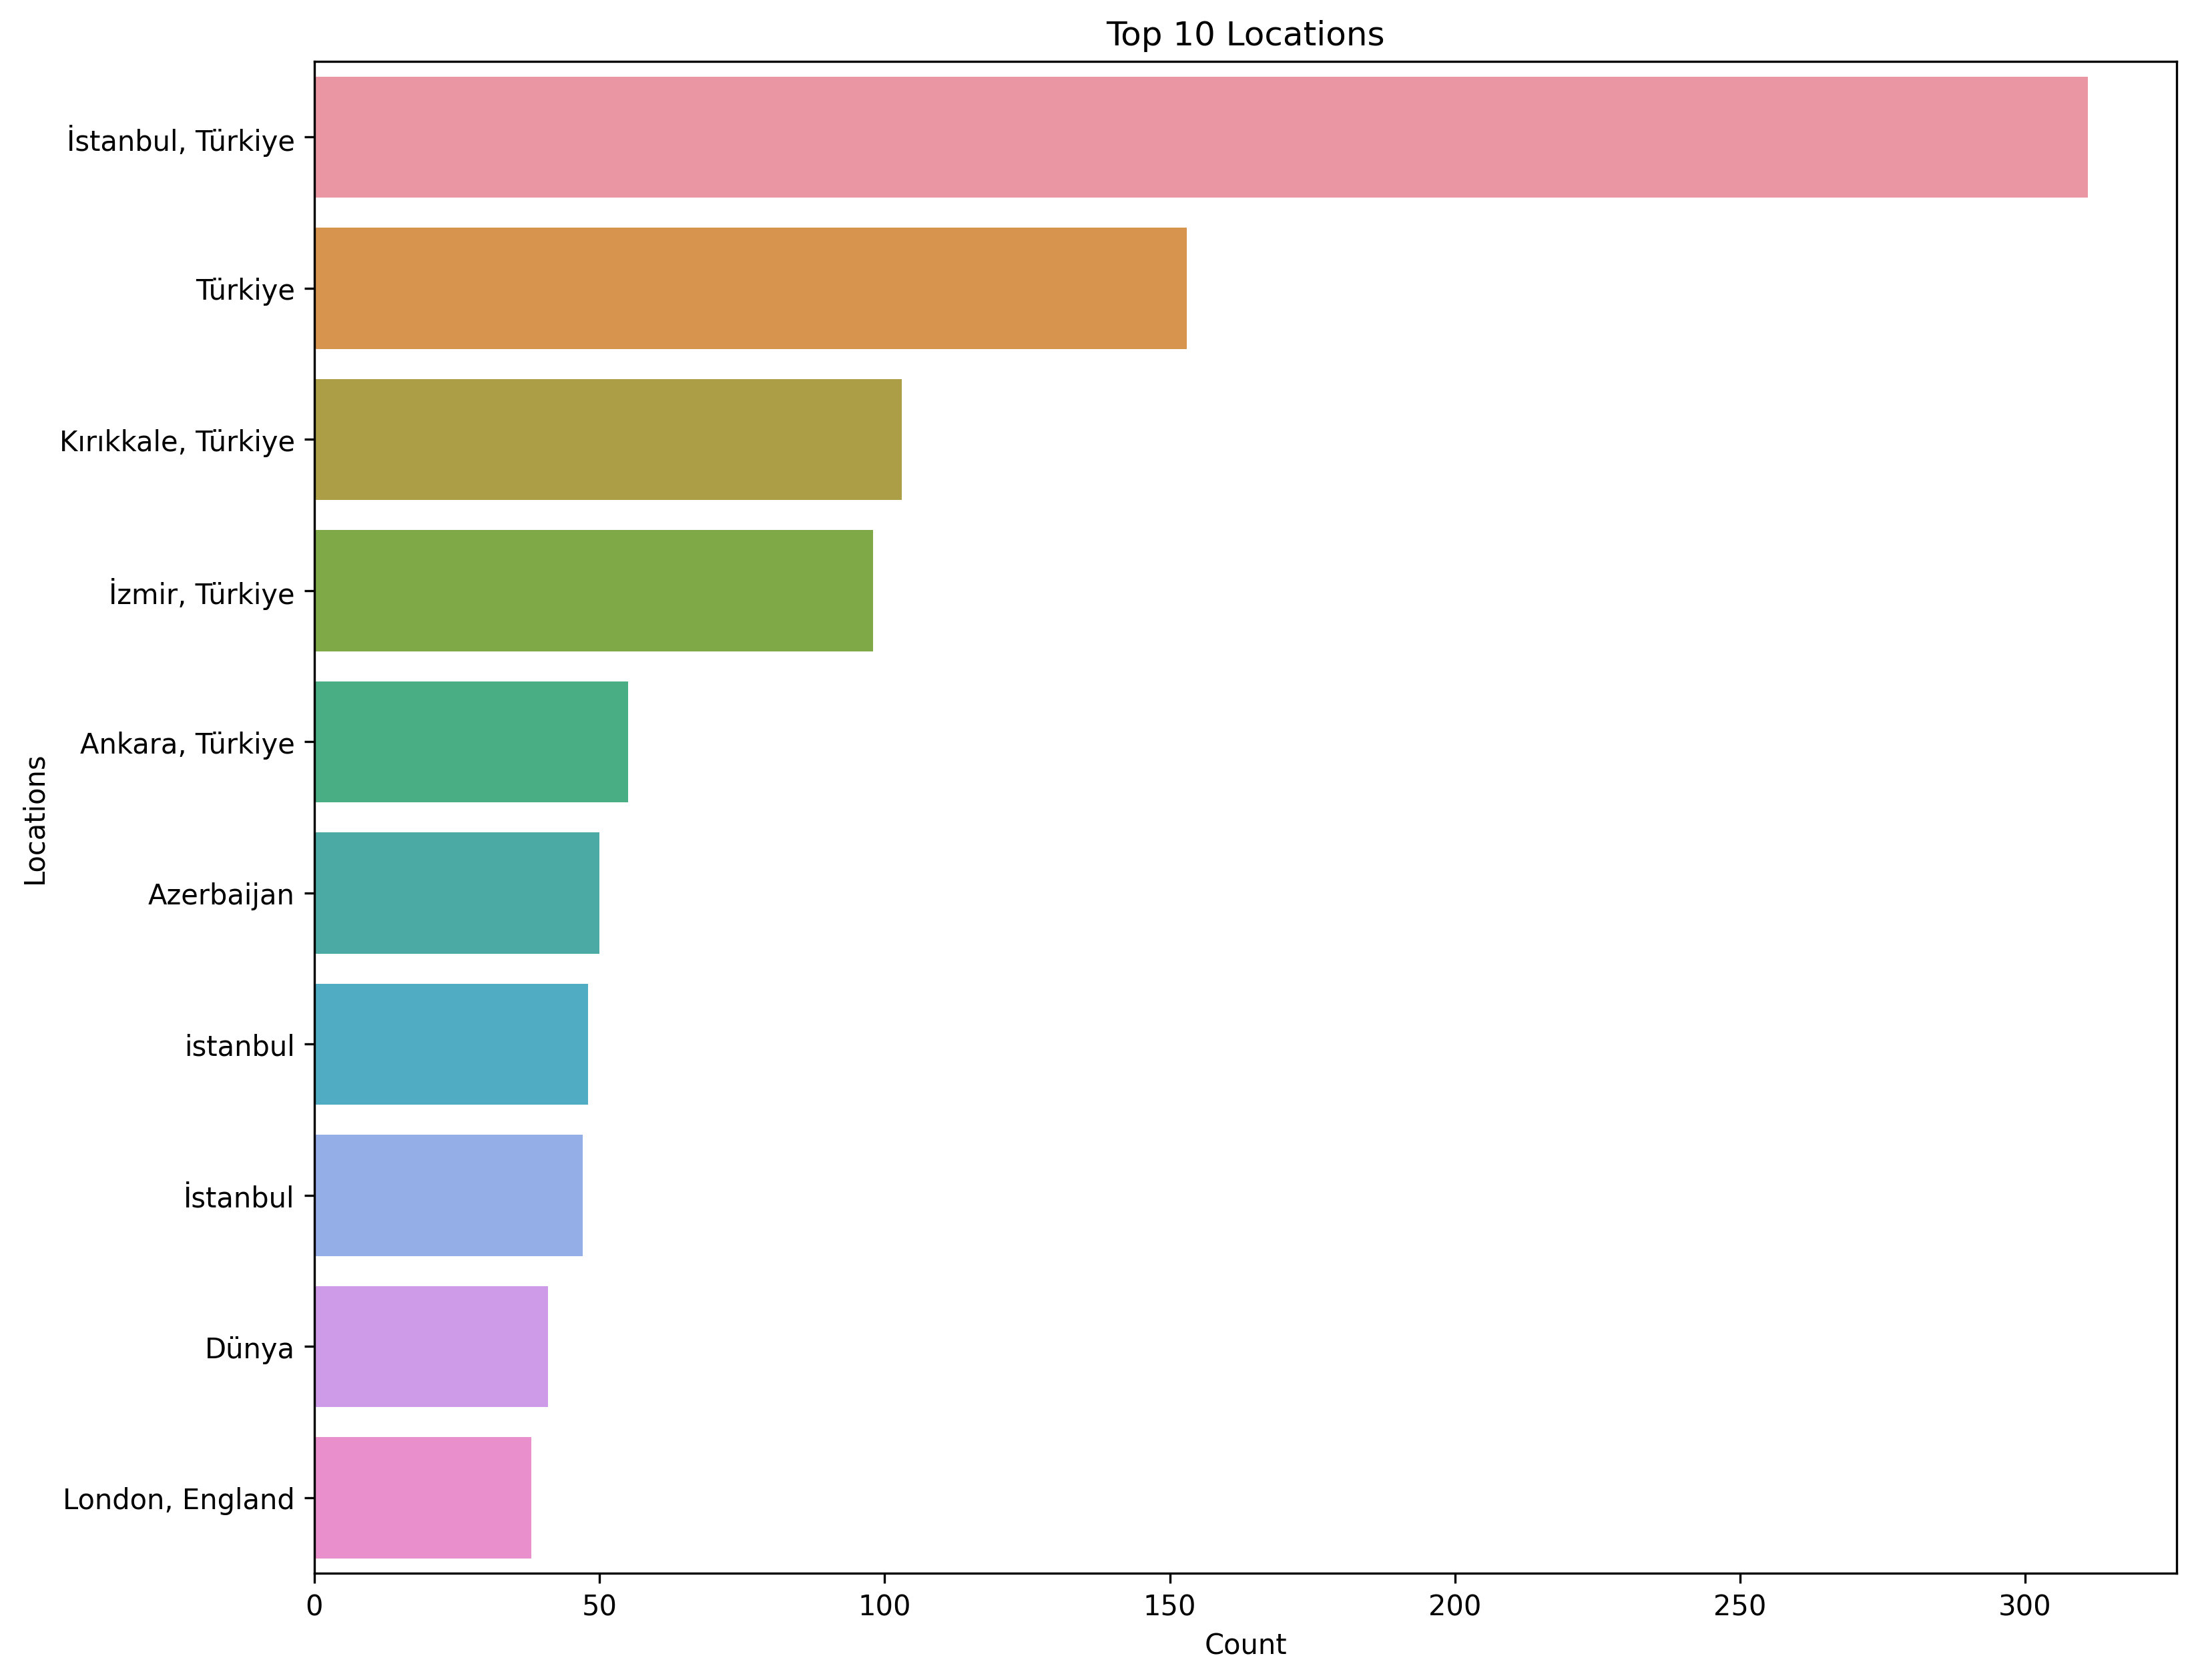 Top 10 Locations
İstanbul, Türkiye
Türkiye
Kırıkkale, Türkiye
İzmir, Türkiye
Ankara, Türkiye
Azerbaijan
istanbul
İstanbul
Dünya
London, England
Locations
0 50 100 150 200 250 300
Count